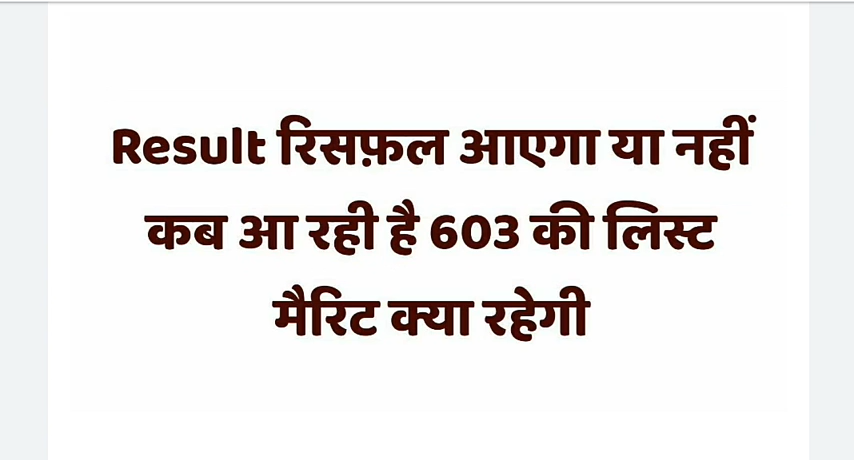 Result रिसफ़ल आएगा या नहीं
कब आ रही है 603 की लिस्ट
मैरिट क्या रहेगी